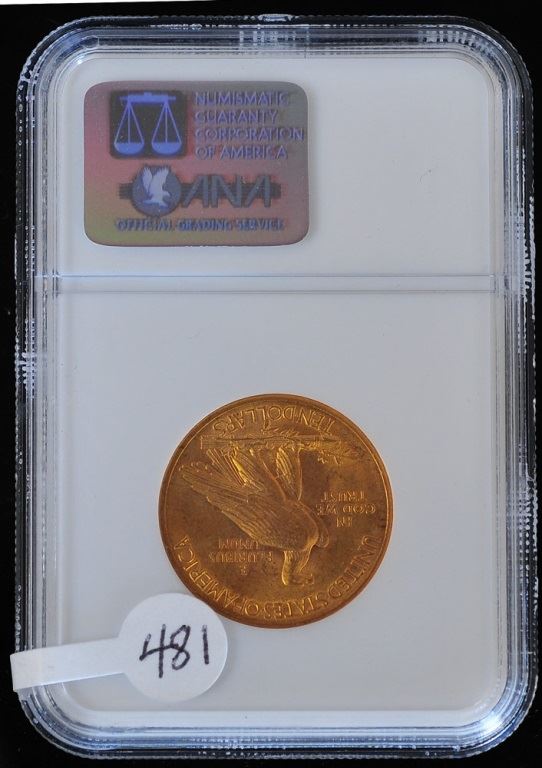 NUMISMATIC
GUARANTY
CORPORATION
OF AMERICA
ANA
OFFICIAL GRADING SERVICE
UNITED STATES OF AMERICA
E
PLURIBUS
UNUM
IN
GOD WE
TRUST
TEN DOLLARS
481